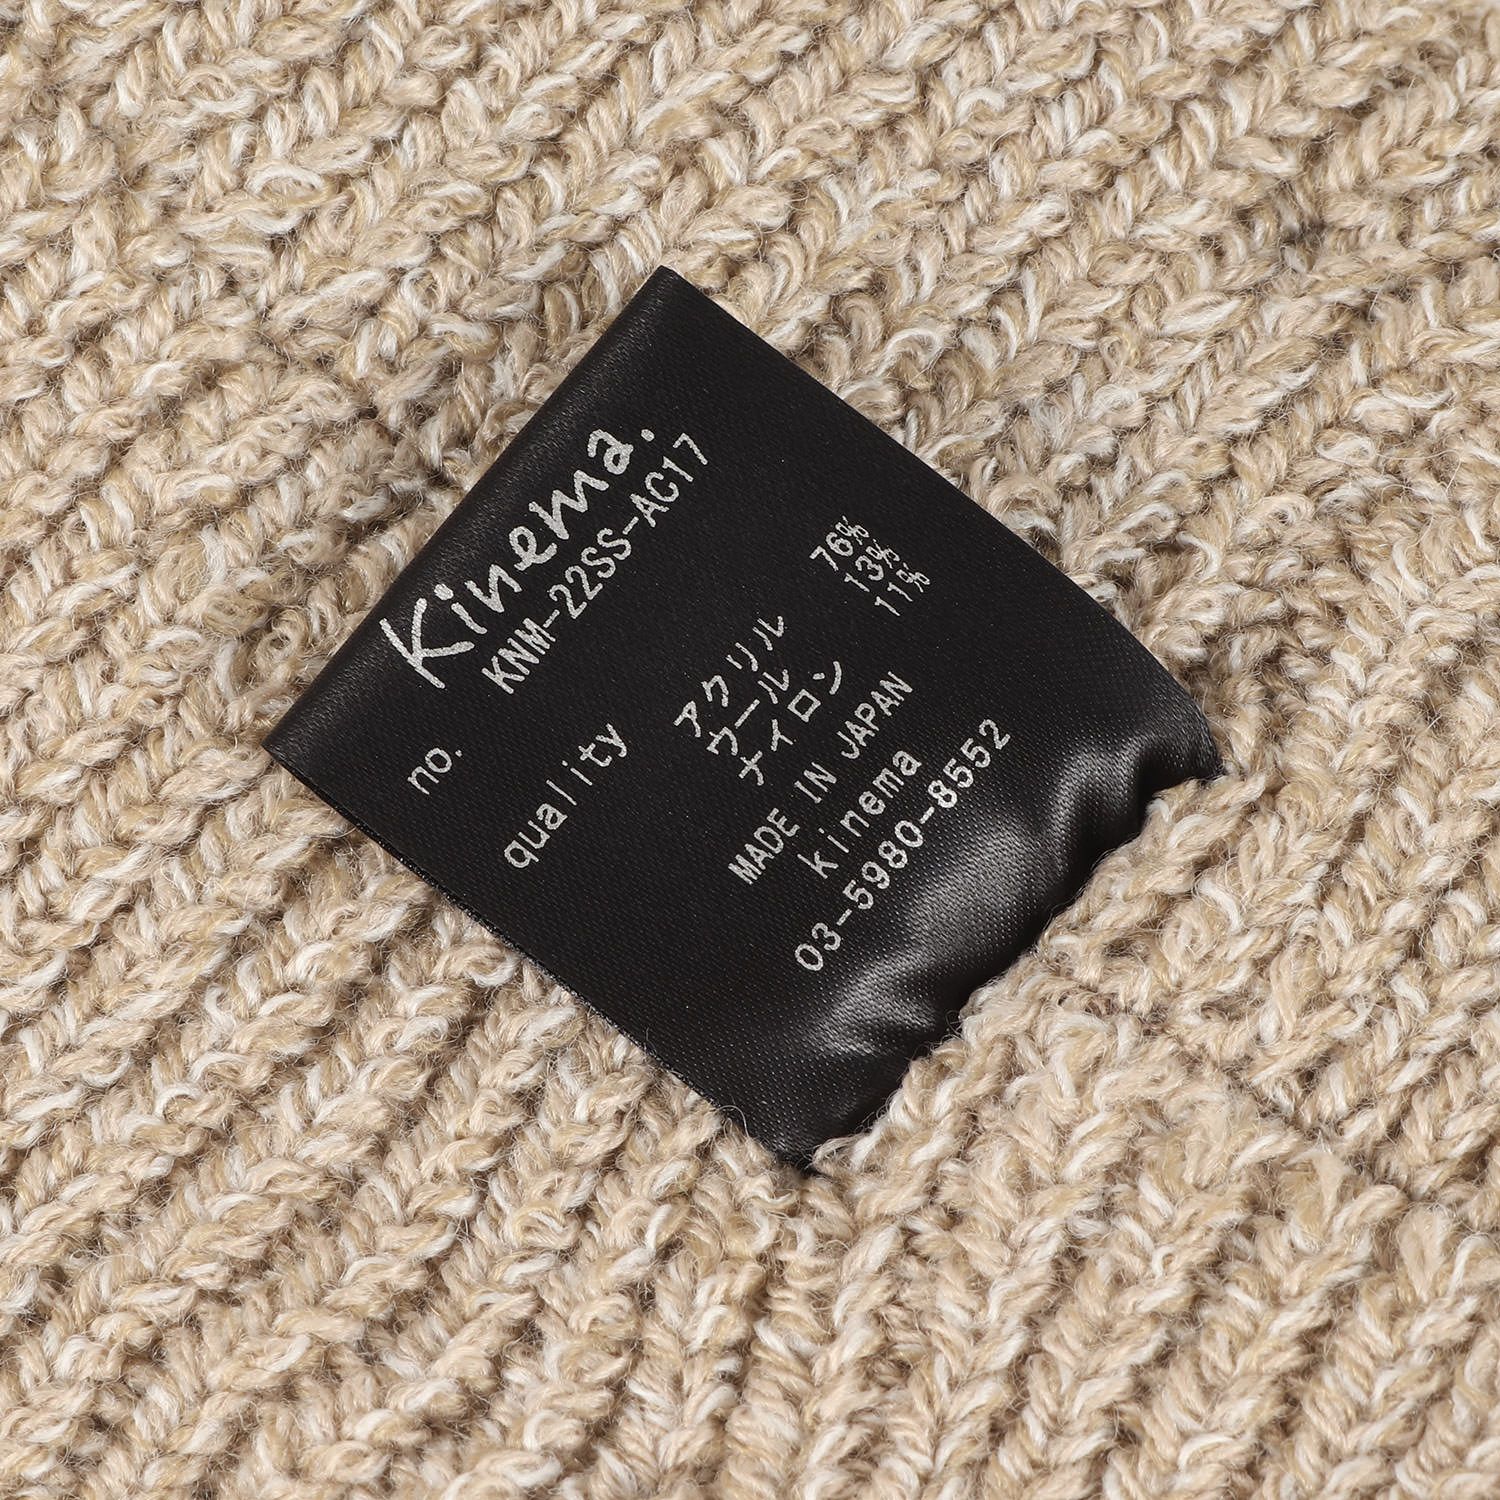 Kinema.
no. KNM-22SS-AC17
quality
アクリル 76%
ウール 13%
ナイロン 11%
MADE IN JAPAN
kinema
03-5980-8552